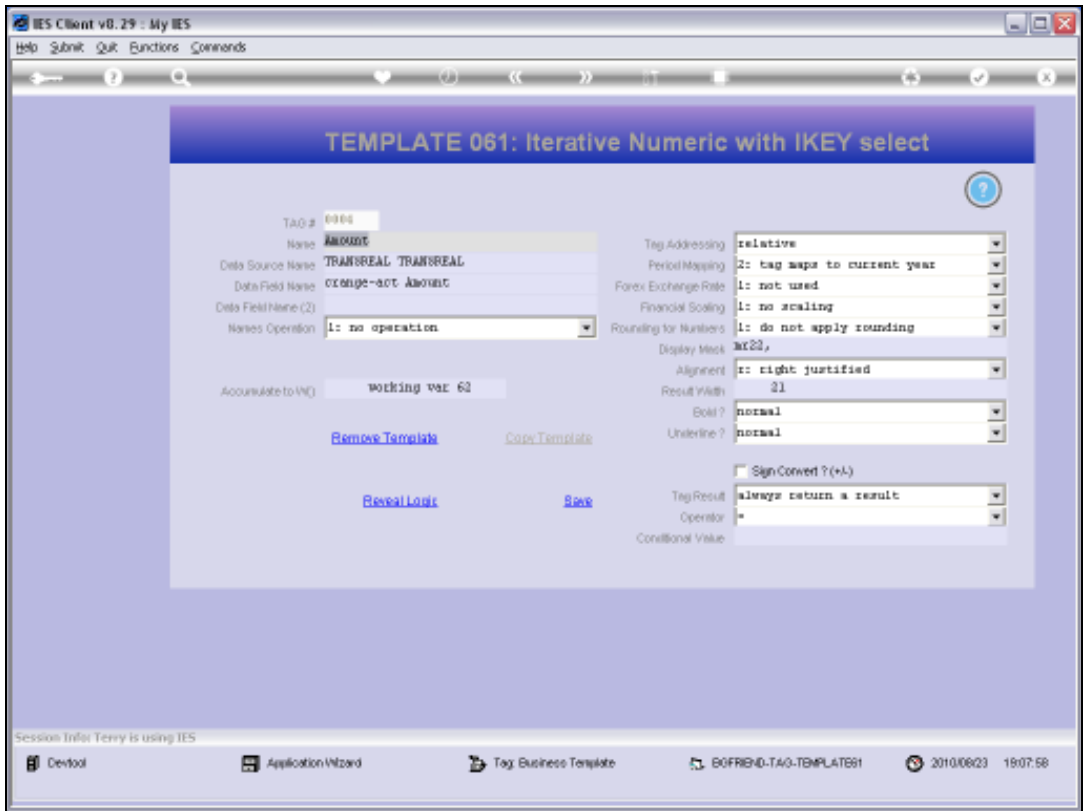 IES Client v8.29 : My IES
Help Submit Quit Functions Commands
TEMPLATE 061: Iterative Numeric with IKEY select
TAG # 0006
Name Amount
Data Source Name TRANSREAL TRANSREAL
Data Field Name crange-act Amount
Data Field Name (2)
Names Operation 1: no operation
Accumulate to W() working var 62
Remove Template Copy Template
Reveal Logic Save
Tag Addressing relative
Period Mapping 2: tag maps to current year
Forex Exchange Rate 1: not used
Financial Scaling 1: no scaling
Rounding for Numbers 1: do not apply rounding
Display Mask mr22,
Alignment r: right justified
Result Width 21
Bold ? normal
Underline ? normal
Sign Convert ? (+/-)
Tag Result always return a result
Operator =
Conditional Value
Session Info: Terry is using IES
Devtool Application Wizard Tag: Business Template BGFRIEND-TAG-TEMPLATE61 2010/08/23 19:07:58